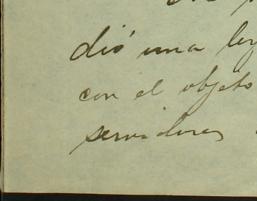 dió una ley
con el objeto
servidores